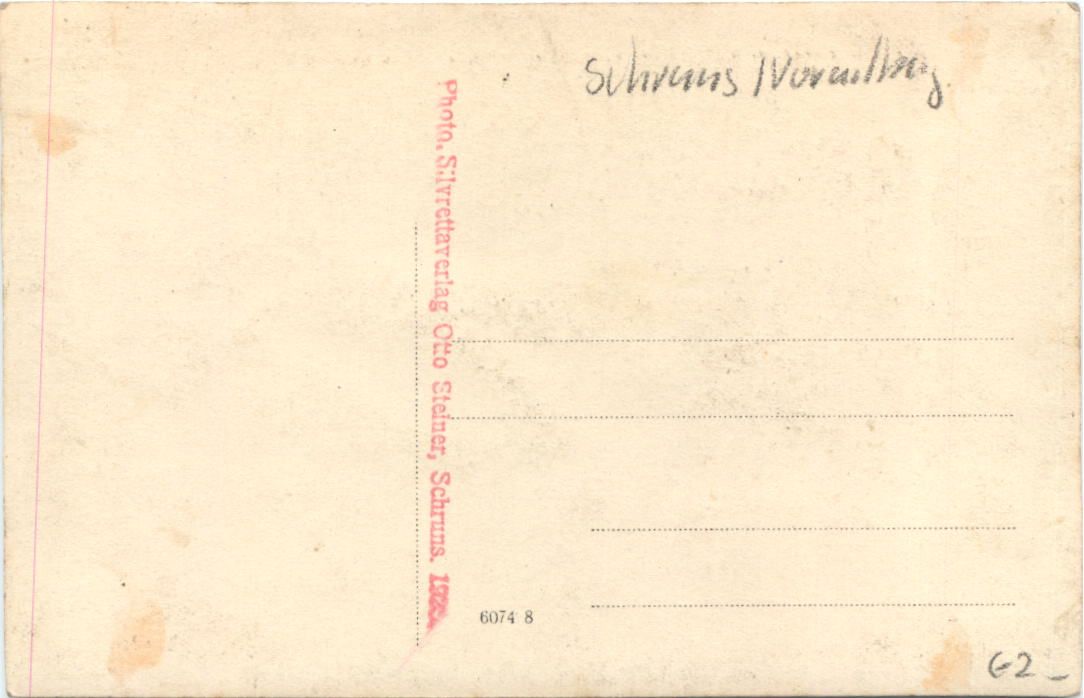 Schruns Vorarlberg
Photo. Silvrettaverlag Otto Steiner, Schruns.
6074 8
62